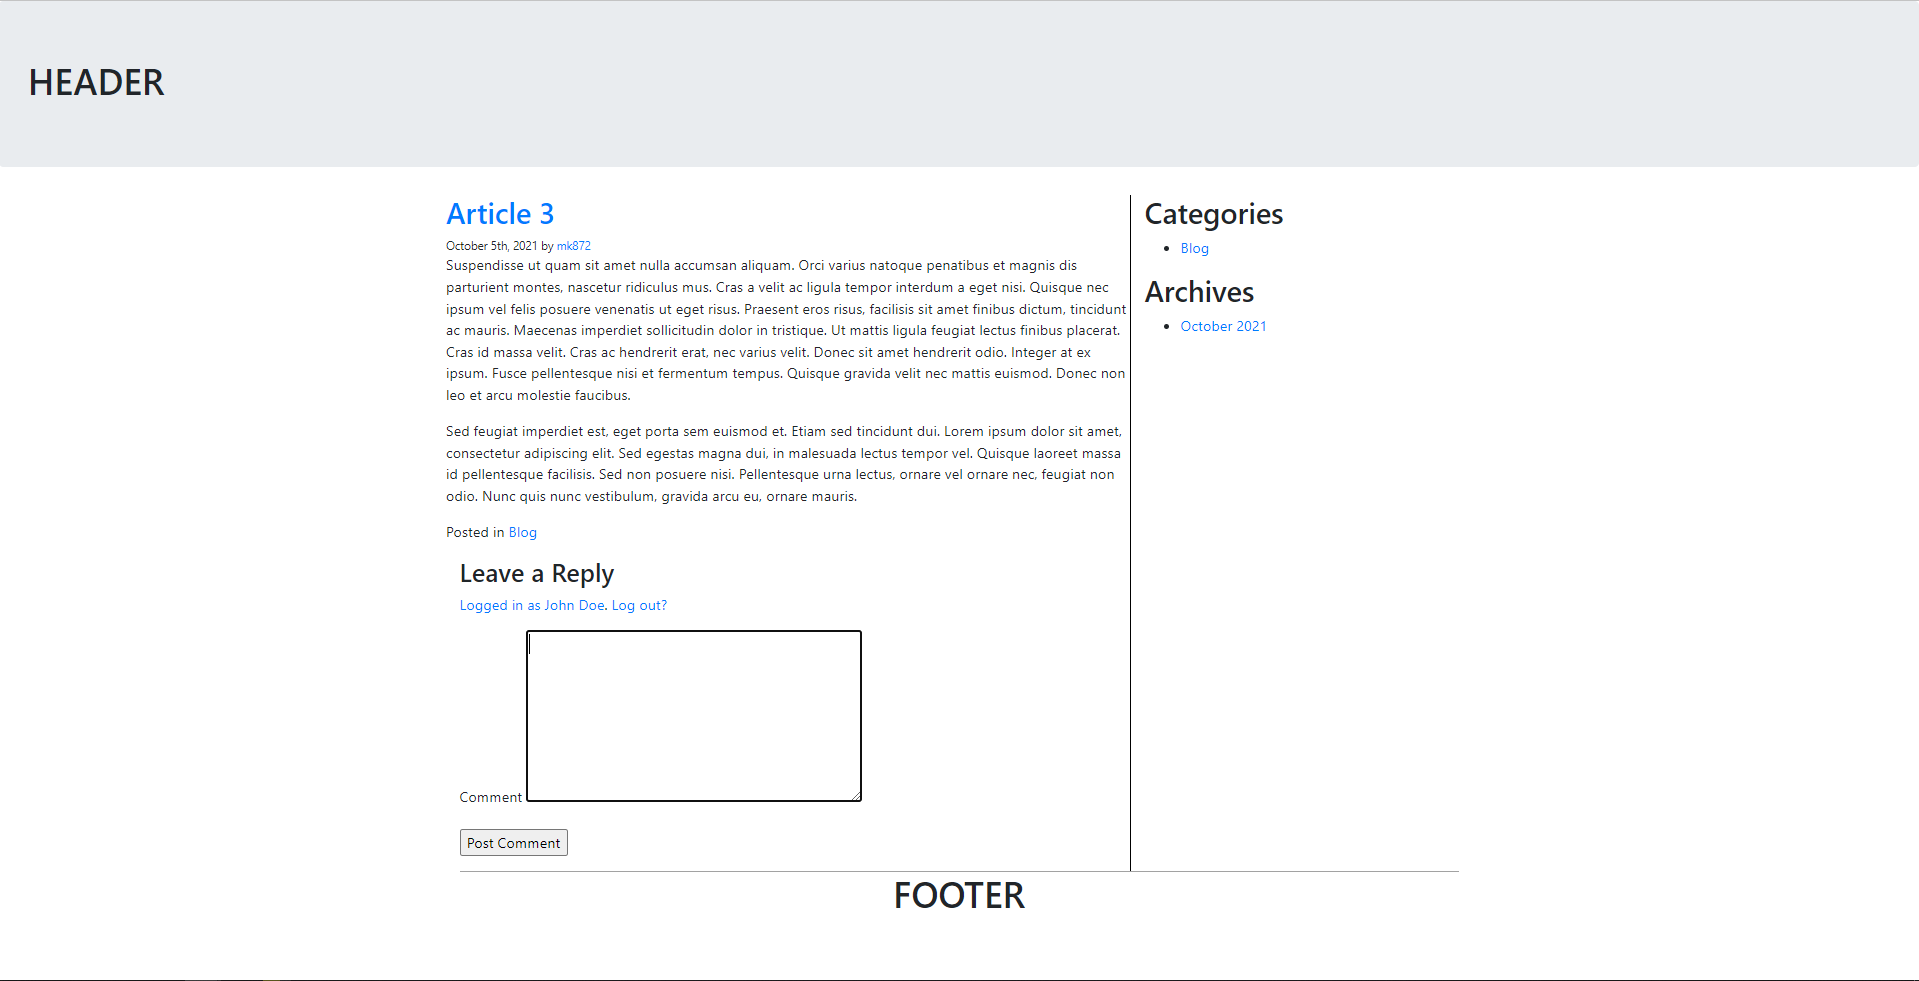 HEADER
Article 3
October 5th, 2021 by mk872
Suspendisse ut quam sit amet nulla accumsan aliquam. Orci varius natoque penatibus et magnis dis
parturient montes, nascetur ridiculus mus. Cras a velit ac ligula tempor interdum a eget nisi. Quisque nec
ipsum vel felis posuere venenatis ut eget risus. Praesent eros risus, facilisis sit amet finibus dictum, tincidunt
ac mauris. Maecenas imperdiet sollicitudin dolor in tristique. Ut mattis ligula feugiat lectus finibus placerat.
Cras id massa velit. Cras ac hendrerit erat, nec varius velit. Donec sit amet hendrerit odio. Integer at ex
ipsum. Fusce pellentesque nisi et fermentum tempus. Quisque gravida velit nec mattis euismod. Donec non
leo et arcu molestie faucibus.
Sed feugiat imperdiet est, eget porta sem euismod et. Etiam sed tincidunt dui. Lorem ipsum dolor sit amet,
consectetur adipiscing elit. Sed egestas magna dui, in malesuada lectus tempor vel. Quisque laoreet massa
id pellentesque facilisis. Sed non posuere nisi. Pellentesque urna lectus, ornare vel ornare nec, feugiat non
odio. Nunc quis nunc vestibulum, gravida arcu eu, ornare mauris.
Posted in Blog
Leave a Reply
Logged in as John Doe. Log out?
Comment
Post Comment
Categories
Blog
Archives
October 2021
FOOTER